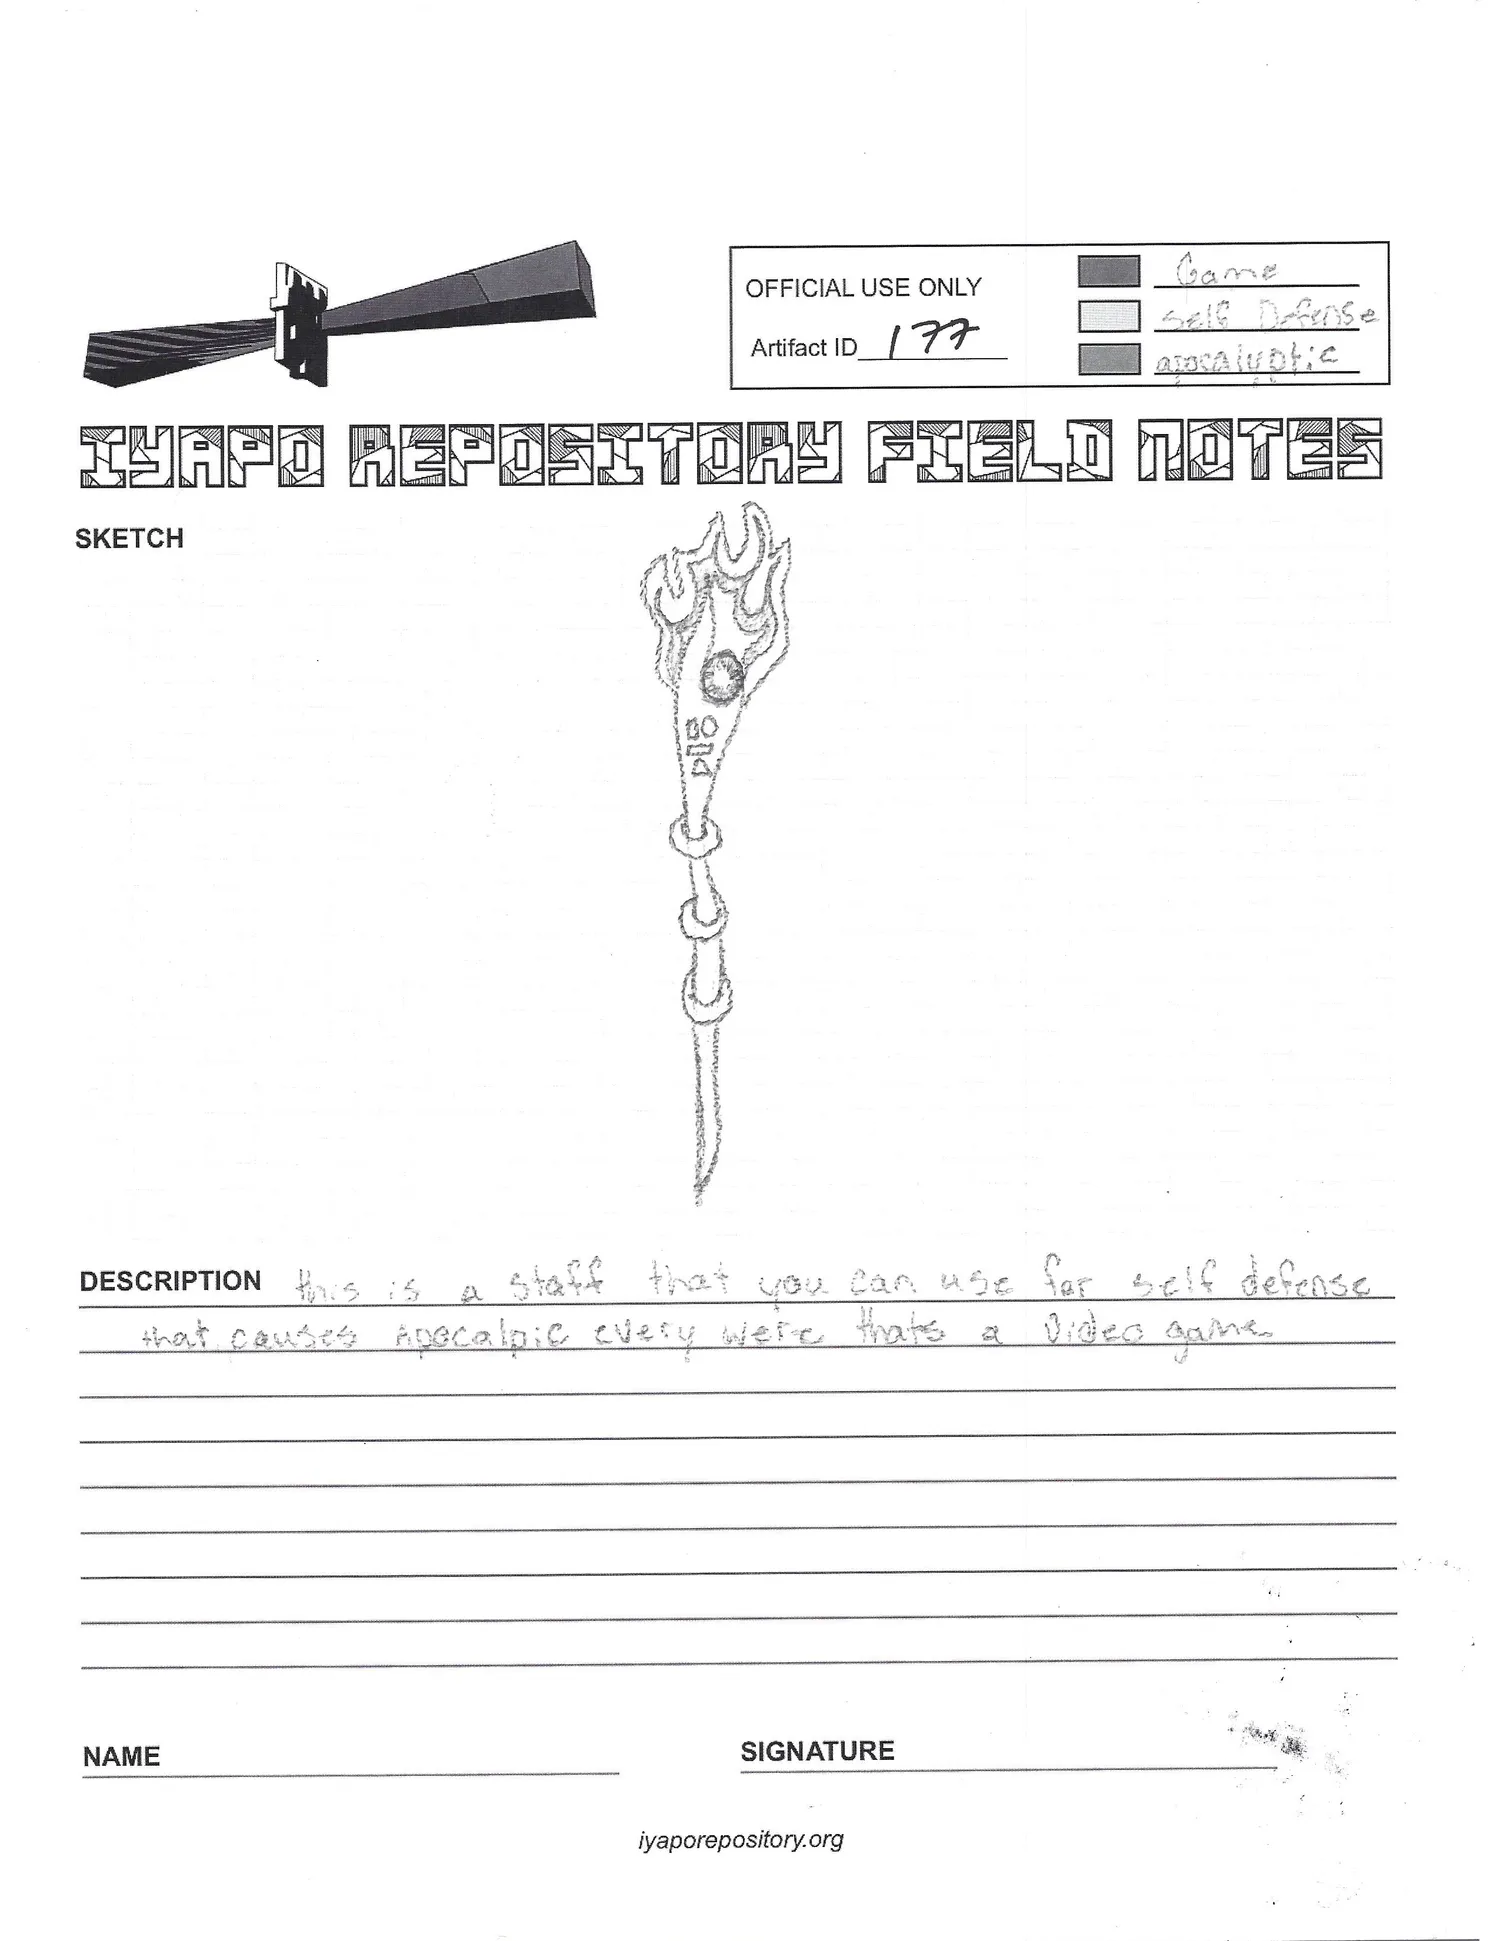 OFFICIAL USE ONLY
Artifact ID 177
Game
Self Defense
apocalyptic
IYAPO REPOSITORY FIELD NOTES
SKETCH
DESCRIPTION this is a staff that you can use for self defense
that causes Apocalpic every were thats a video game
NAME
SIGNATURE
iyaporepository.org